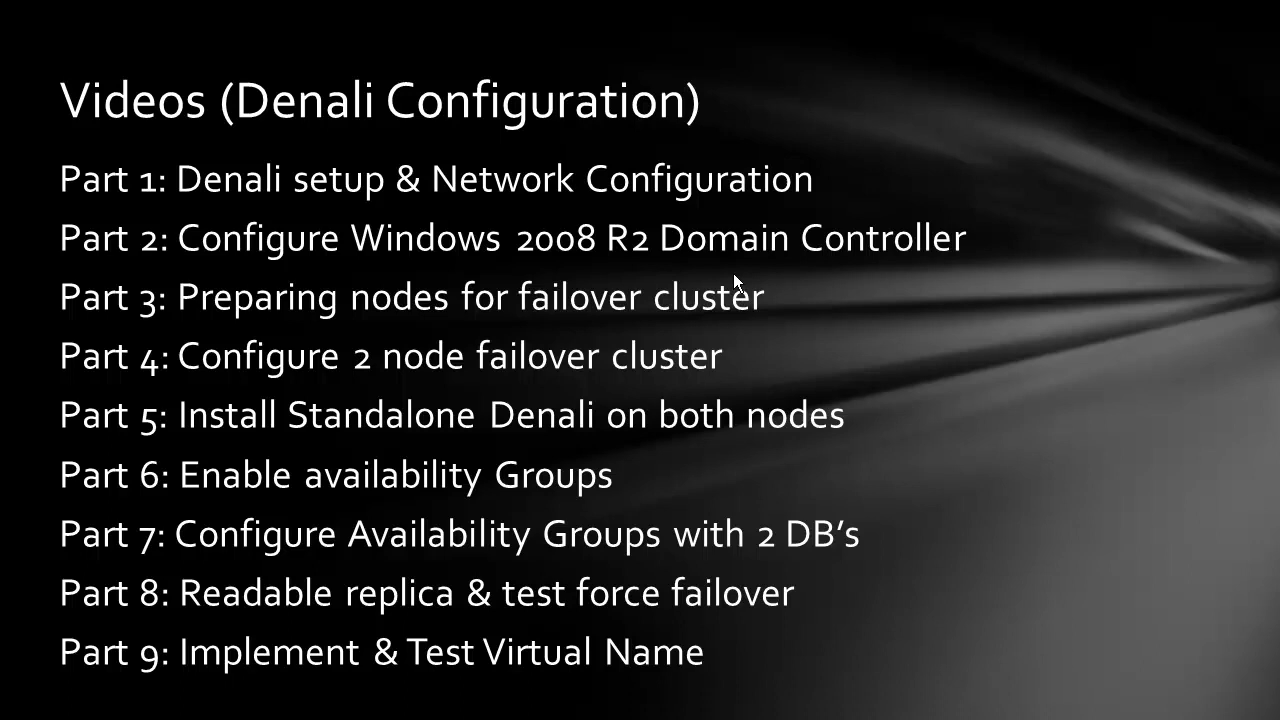 Videos (Denali Configuration)
Part 1: Denali setup & Network Configuration
Part 2: Configure Windows 2008 R2 Domain Controller
Part 3: Preparing nodes for failover cluster
Part 4: Configure 2 node failover cluster
Part 5: Install Standalone Denali on both nodes
Part 6: Enable availability Groups
Part 7: Configure Availability Groups with 2 DB’s
Part 8: Readable replica & test force failover
Part 9: Implement & Test Virtual Name